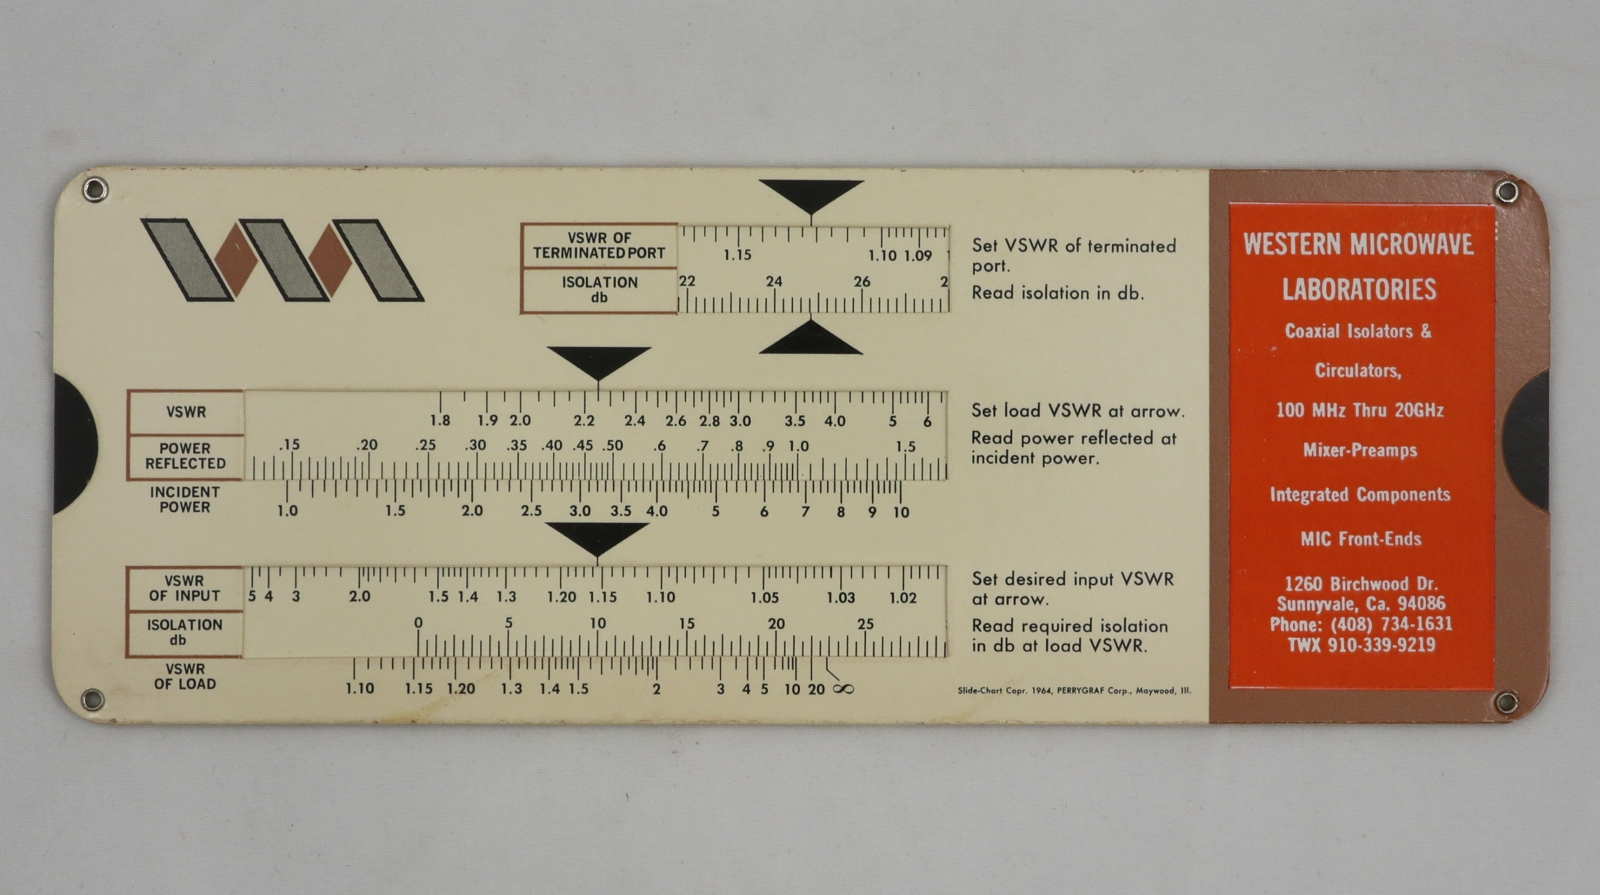 VSWR OF
TERMINATED PORT
1.15 1.10 1.09 1
ISOLATION
db
22 24 26 2
Set VSWR of terminated
port.
Read isolation in db.
VSWR
1.8 1.9 2.0 2.2 2.4 2.6 2.8 3.0 3.5 4.0 5 6
POWER
REFLECTED
.15 .20 .25 .30 .35 .40 .45 .50 .6 .7 .8 .9 1.0 1.5
INCIDENT
POWER
1.0 1.5 2.0 2.5 3.0 3.5 4.0 5 6 7 8 9 10
Set load VSWR at arrow.
Read power reflected at
incident power.
VSWR
OF INPUT
5 4 3 2.0 1.5 1.4 1.3 1.20 1.15 1.10 1.05 1.03 1.02
ISOLATION
db
0 5 10 15 20 25
VSWR
OF LOAD
1.10 1.15 1.20 1.3 1.4 1.5 2 3 4 5 10 20 ∞
Set desired input VSWR
at arrow.
Read required isolation
in db at load VSWR.
Slide-Chart Copr. 1964, PERRYGRAF Corp., Maywood, Ill.
WESTERN MICROWAVE
LABORATORIES
Coaxial Isolators &
Circulators,
100 MHz Thru 20GHz
Mixer-Preamps
Integrated Components
MIC Front-Ends
1260 Birchwood Dr.
Sunnyvale, Ca. 94086
Phone: (408) 734-1631
TWX 910-339-9219